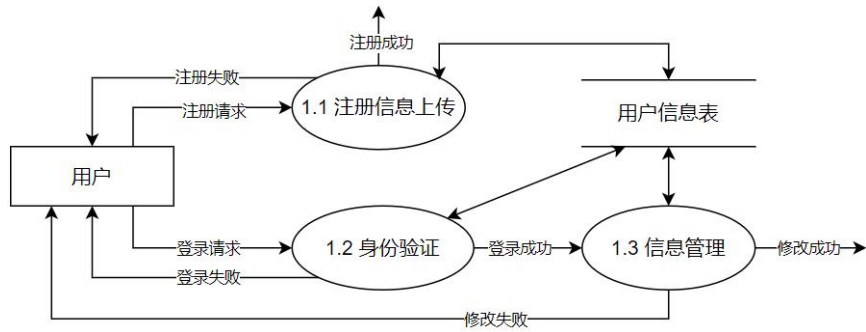 注册成功
注册失败
注册请求
1.1 注册信息上传
用户信息表
用户
登录请求
1.2 身份验证
登录成功
1.3 信息管理
修改成功
登录失败
修改失败